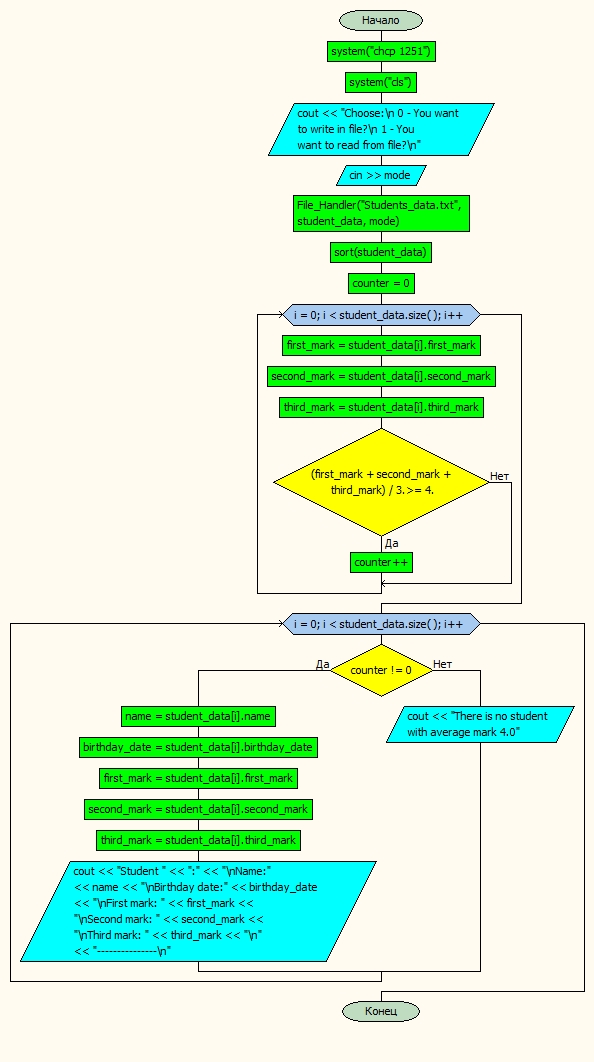 Начало
system("chcp 1251")
system("cls")
cout << "Choose:\n 0 - You want
to write in file?\n 1 - You
want to read from file?\n"
cin >> mode
File_Handler("Students_data.txt",
student_data, mode)
sort(student_data)
counter = 0
i = 0; i < student_data.size( ); i++
first_mark = student_data[i].first_mark
second_mark = student_data[i].second_mark
third_mark = student_data[i].third_mark
(first_mark + second_mark +
third_mark) / 3. >= 4.
Нет
Да
counter++
i = 0; i < student_data.size( ); i++
Да
counter != 0
Нет
name = student_data[i].name
cout << "There is no student
with average mark 4.0"
birthday_date = student_data[i].birthday_date
first_mark = student_data[i].first_mark
second_mark = student_data[i].second_mark
third_mark = student_data[i].third_mark
cout << "Student " << ":" << "\nName:"
<< name << "\nBirthday date:" << birthday_date
<< "\nFirst mark: " << first_mark <<
"\nSecond mark: " << second_mark <<
"\nThird mark: " << third_mark << "\n"
<< "---------------\n"
Конец